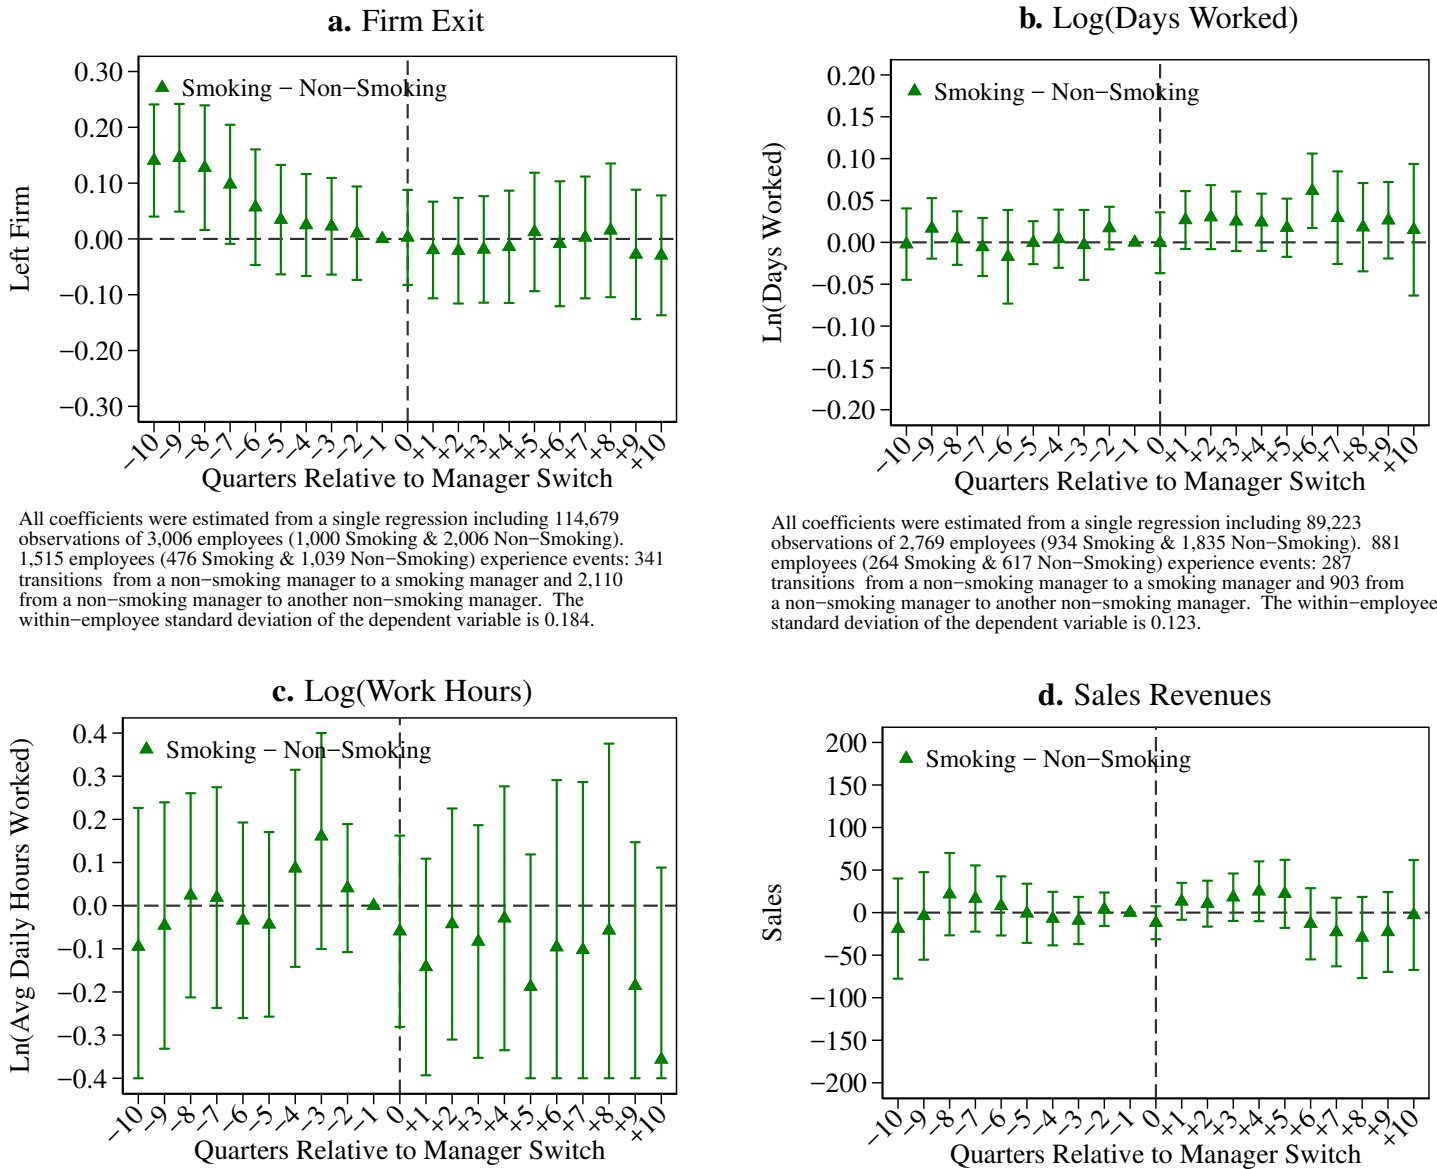 a. Firm Exit
Smoking − Non−Smoking
Left Firm
0.30
0.20
0.10
0.00
−0.10
−0.20
−0.30
−10 −9 −8 −7 −6 −5 −4 −3 −2 −1 0 +1 +2 +3 +4 +5 +6 +7 +8 +9 +10
Quarters Relative to Manager Switch
All coefficients were estimated from a single regression including 114,679
observations of 3,006 employees (1,000 Smoking & 2,006 Non−Smoking).
1,515 employees (476 Smoking & 1,039 Non−Smoking) experience events: 341
transitions from a non−smoking manager to a smoking manager and 2,110
from a non−smoking manager to another non−smoking manager. The
within−employee standard deviation of the dependent variable is 0.184.
b. Log(Days Worked)
Smoking − Non−Smoking
Ln(Days Worked)
0.20
0.15
0.10
0.05
0.00
−0.05
−0.10
−0.15
−0.20
−10 −9 −8 −7 −6 −5 −4 −3 −2 −1 0 +1 +2 +3 +4 +5 +6 +7 +8 +9 +10
Quarters Relative to Manager Switch
All coefficients were estimated from a single regression including 89,223
observations of 2,769 employees (934 Smoking & 1,835 Non−Smoking). 881
employees (264 Smoking & 617 Non−Smoking) experience events: 287
transitions from a non−smoking manager to a smoking manager and 903 from
a non−smoking manager to another non−smoking manager. The within−employee
standard deviation of the dependent variable is 0.123.
c. Log(Work Hours)
Smoking − Non−Smoking
Ln(Avg Daily Hours Worked)
0.4
0.3
0.2
0.1
0.0
−0.1
−0.2
−0.3
−0.4
−10 −9 −8 −7 −6 −5 −4 −3 −2 −1 0 +1 +2 +3 +4 +5 +6 +7 +8 +9 +10
Quarters Relative to Manager Switch
d. Sales Revenues
Smoking − Non−Smoking
Sales
200
150
100
50
0
−50
−100
−150
−200
−10 −9 −8 −7 −6 −5 −4 −3 −2 −1 0 +1 +2 +3 +4 +5 +6 +7 +8 +9 +10
Quarters Relative to Manager Switch